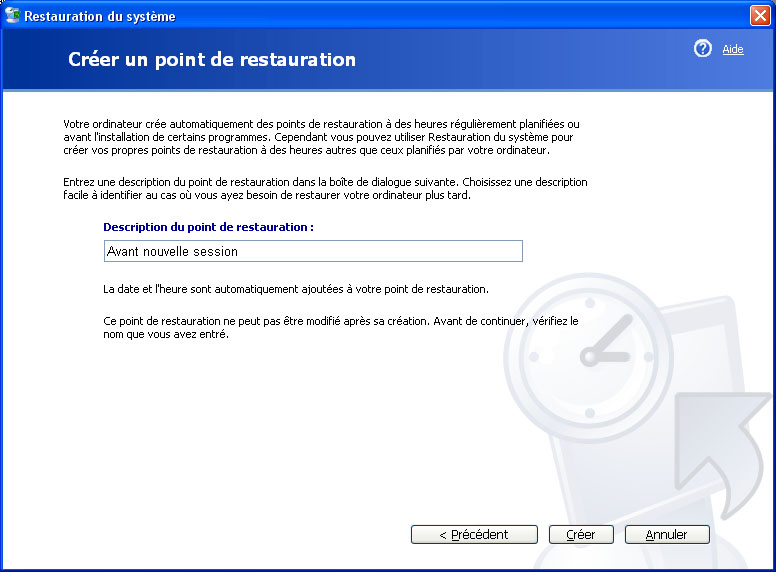 Restauration du système
Créer un point de restauration
Aide
Votre ordinateur crée automatiquement des points de restauration à des heures régulièrement planifiées ou
avant l'installation de certains programmes. Cependant vous pouvez utiliser Restauration du système pour
créer vos propres points de restauration à des heures autres que ceux planifiés par votre ordinateur.
Entrez une description du point de restauration dans la boîte de dialogue suivante. Choisissez une description
facile à identifier au cas où vous ayez besoin de restaurer votre ordinateur plus tard.
Description du point de restauration :
Avant nouvelle session
La date et l'heure sont automatiquement ajoutées à votre point de restauration.
Ce point de restauration ne peut pas être modifié après sa création. Avant de continuer, vérifiez le
nom que vous avez entré.
< Précédent
Créer
Annuler